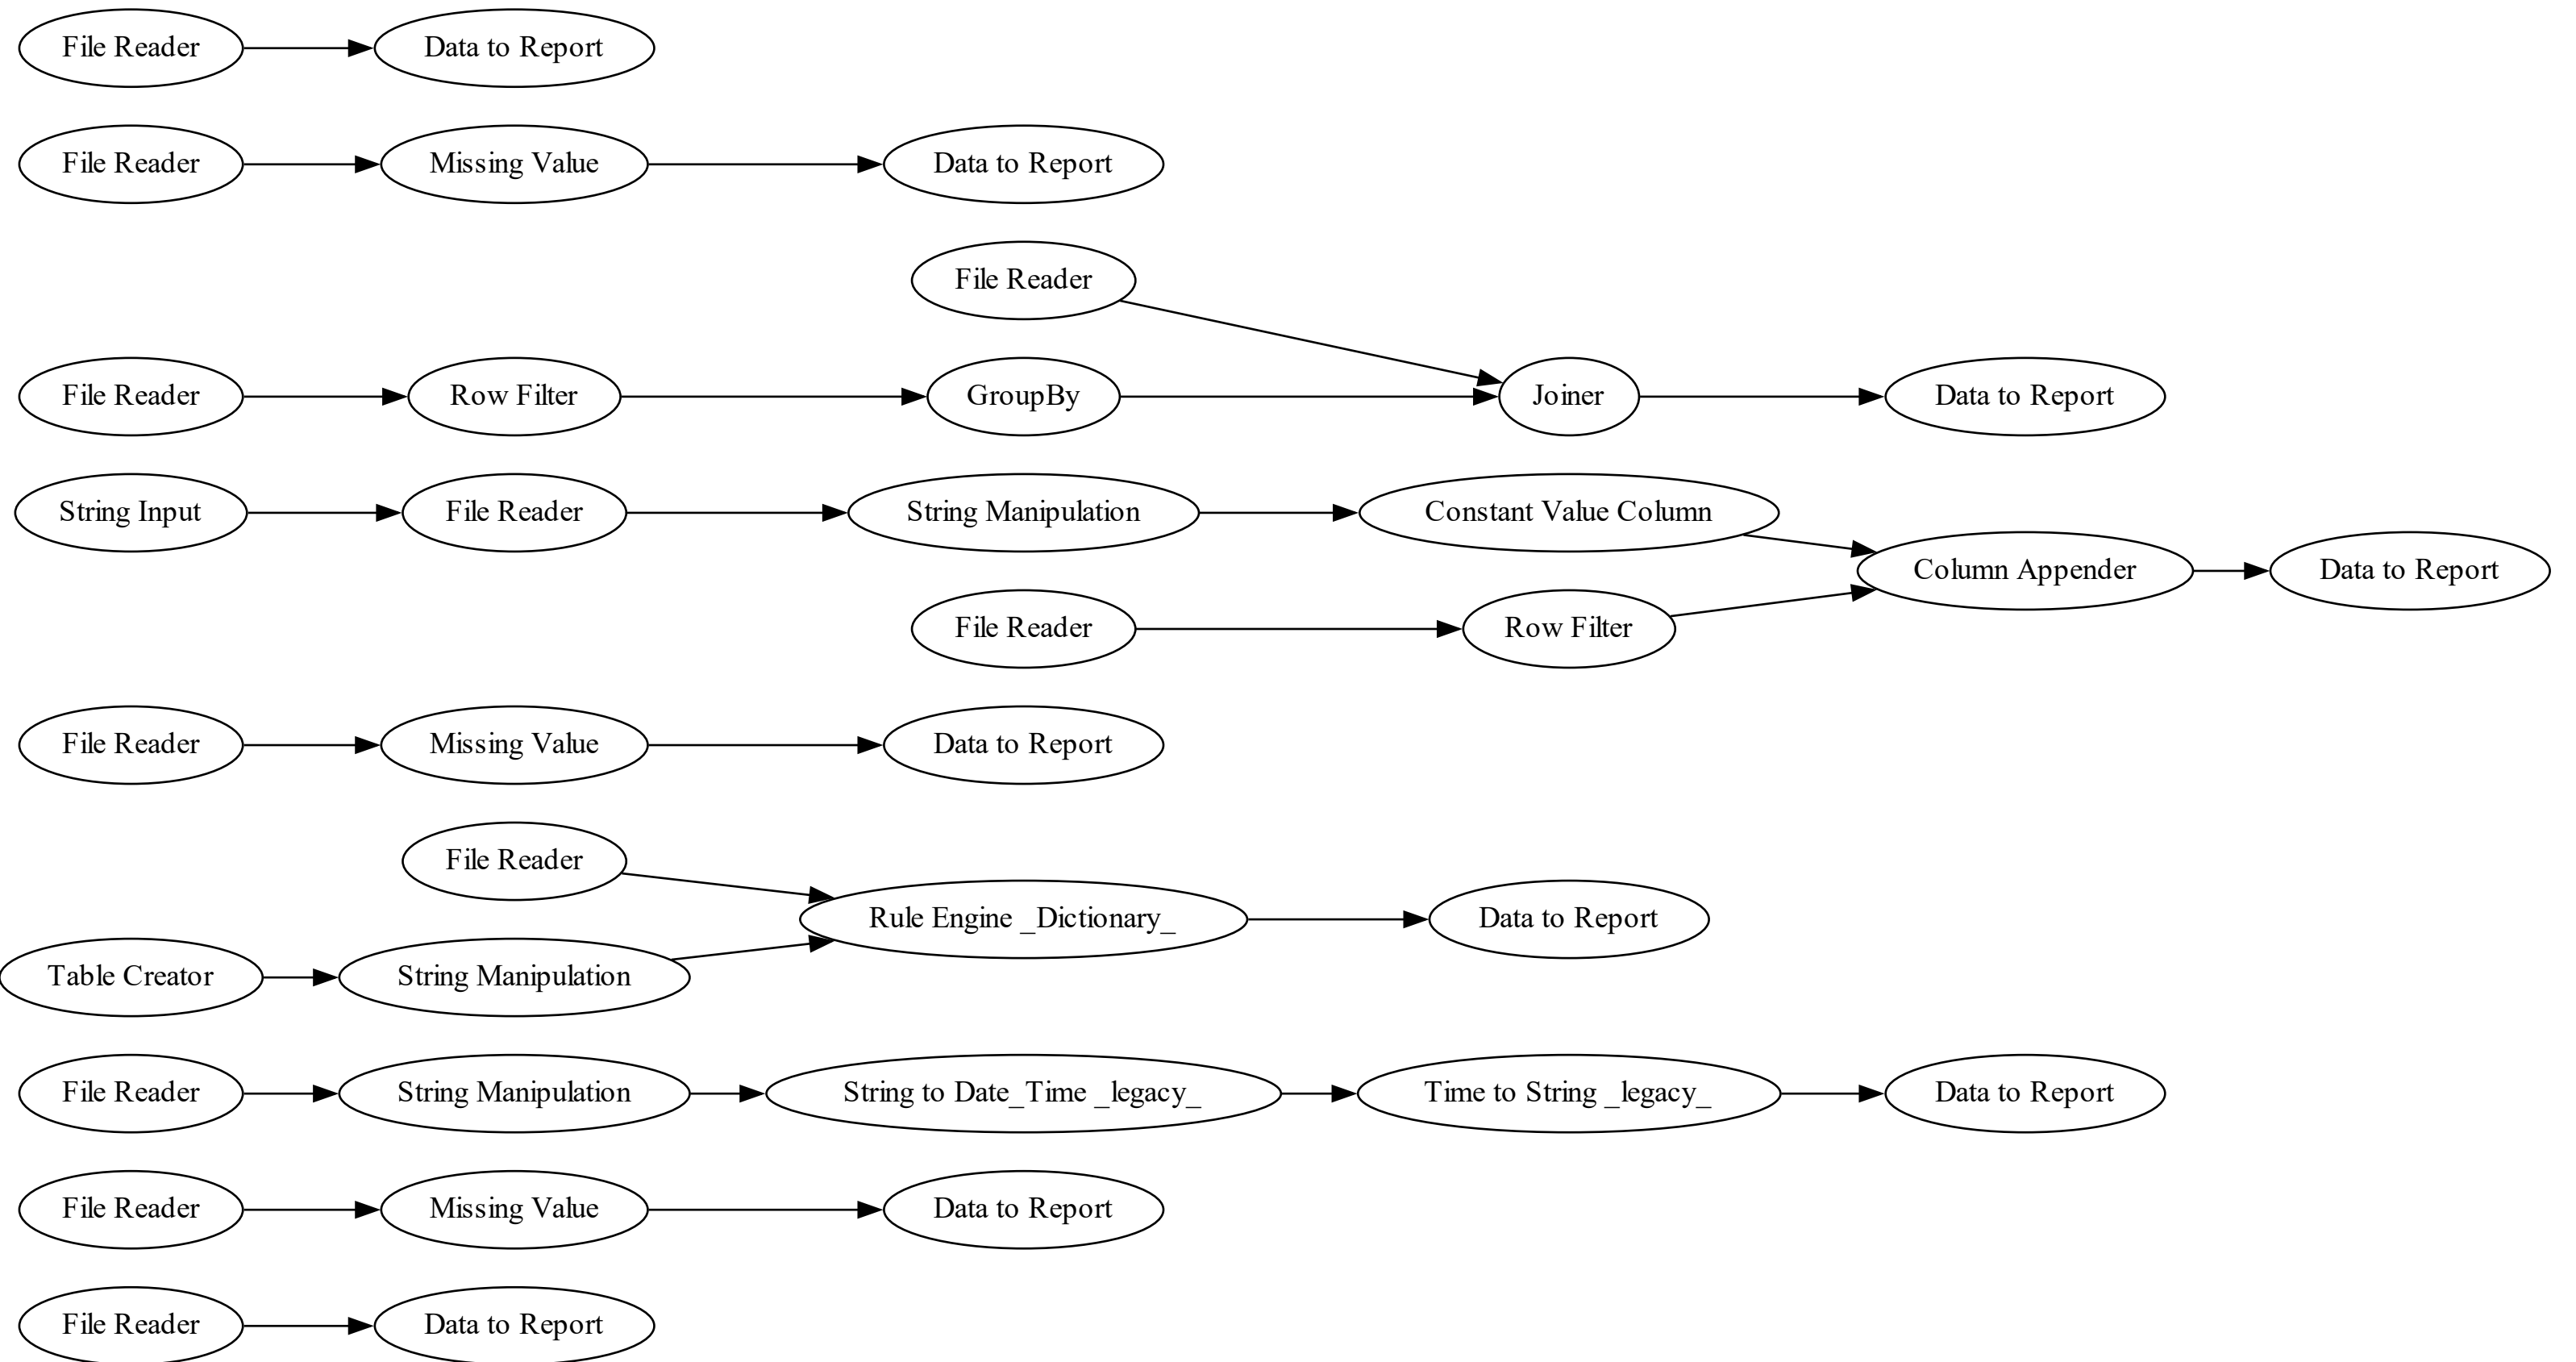 File Reader
Data to Report
File Reader
Missing Value
Data to Report
File Reader
File Reader
Row Filter
GroupBy
Joiner
Data to Report
String Input
File Reader
String Manipulation
Constant Value Column
Column Appender
Data to Report
File Reader
Row Filter
File Reader
Missing Value
Data to Report
File Reader
Rule Engine _Dictionary_
Data to Report
Table Creator
String Manipulation
File Reader
String Manipulation
String to Date_Time _legacy_
Time to String _legacy_
Data to Report
File Reader
Missing Value
Data to Report
File Reader
Data to Report